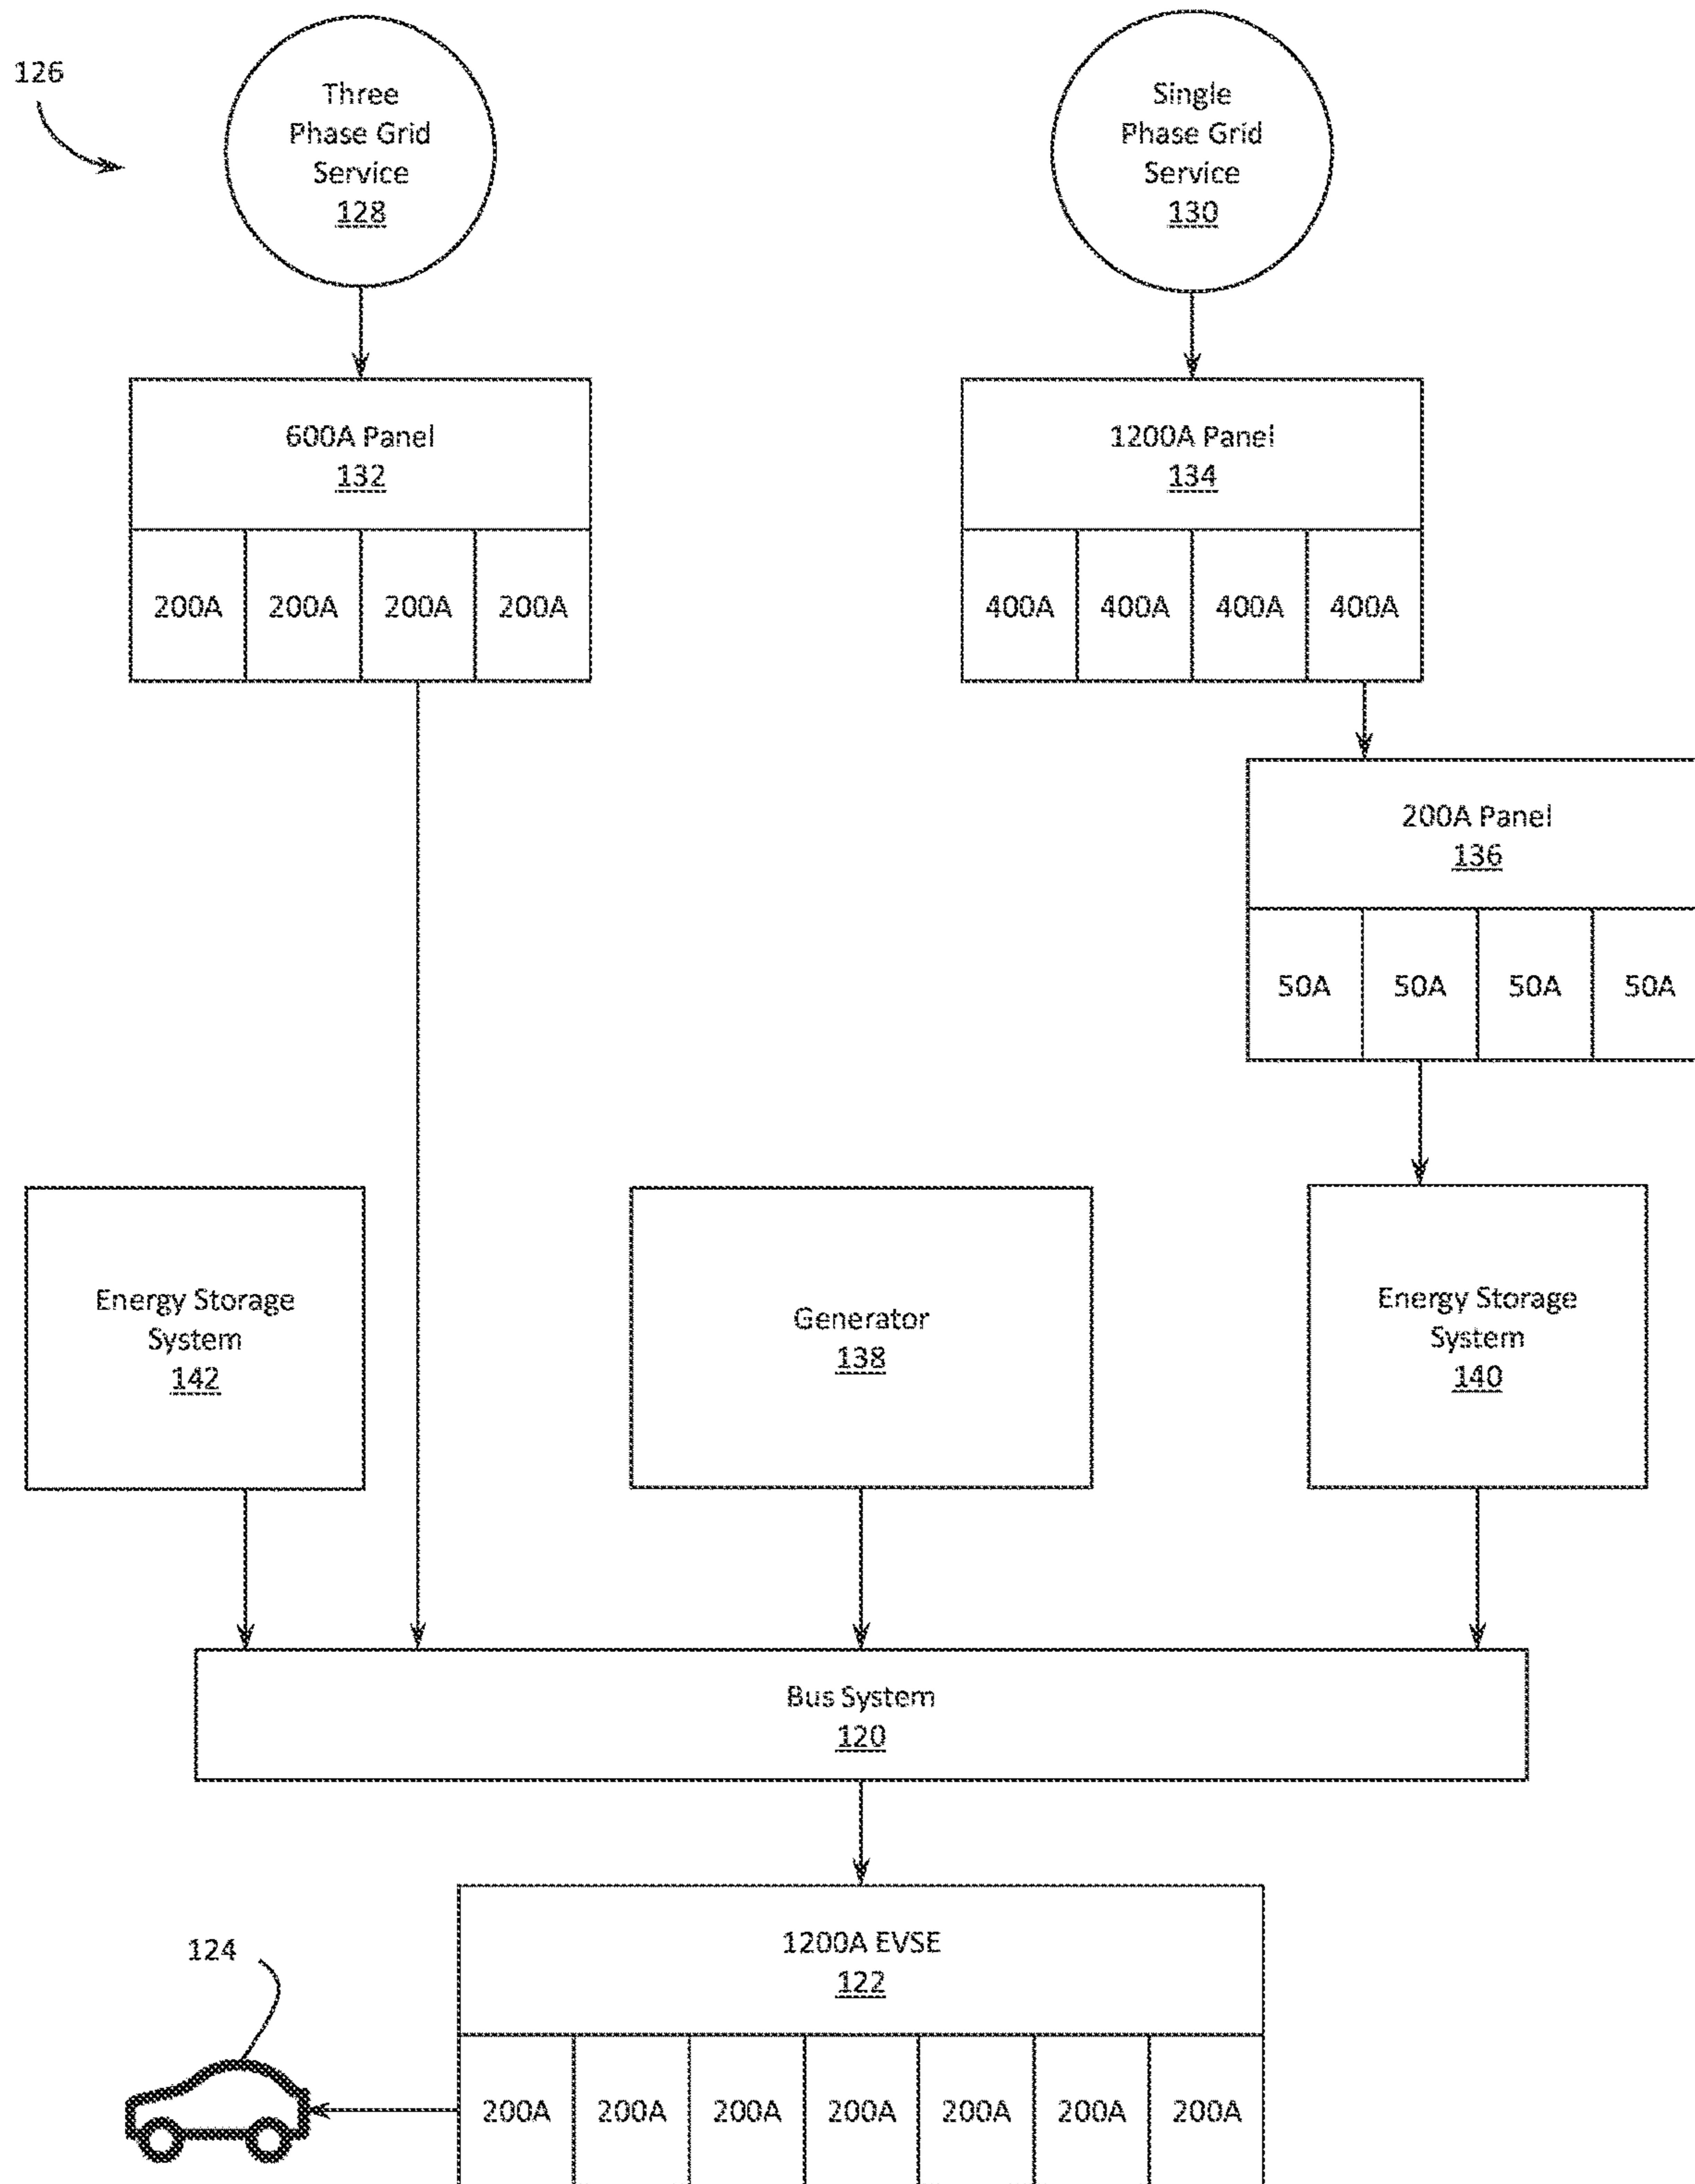 126
Three
Phase Grid
Service
128
Single
Phase Grid
Service
130
600A Panel
132
200A 200A 200A 200A
1200A Panel
134
400A 400A 400A 400A
200A Panel
136
50A 50A 50A 50A
Energy Storage
System
142
Generator
138
Energy Storage
System
140
Bus System
120
1200A EVSE
122
124
200A 200A 200A 200A 200A 200A 200A